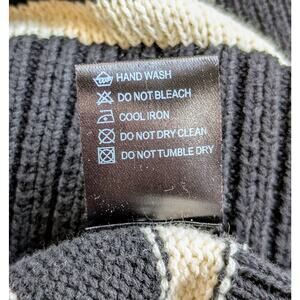 HAND WASH
DO NOT BLEACH
COOL IRON
DO NOT DRY CLEAN
DO NOT TUMBLE DRY